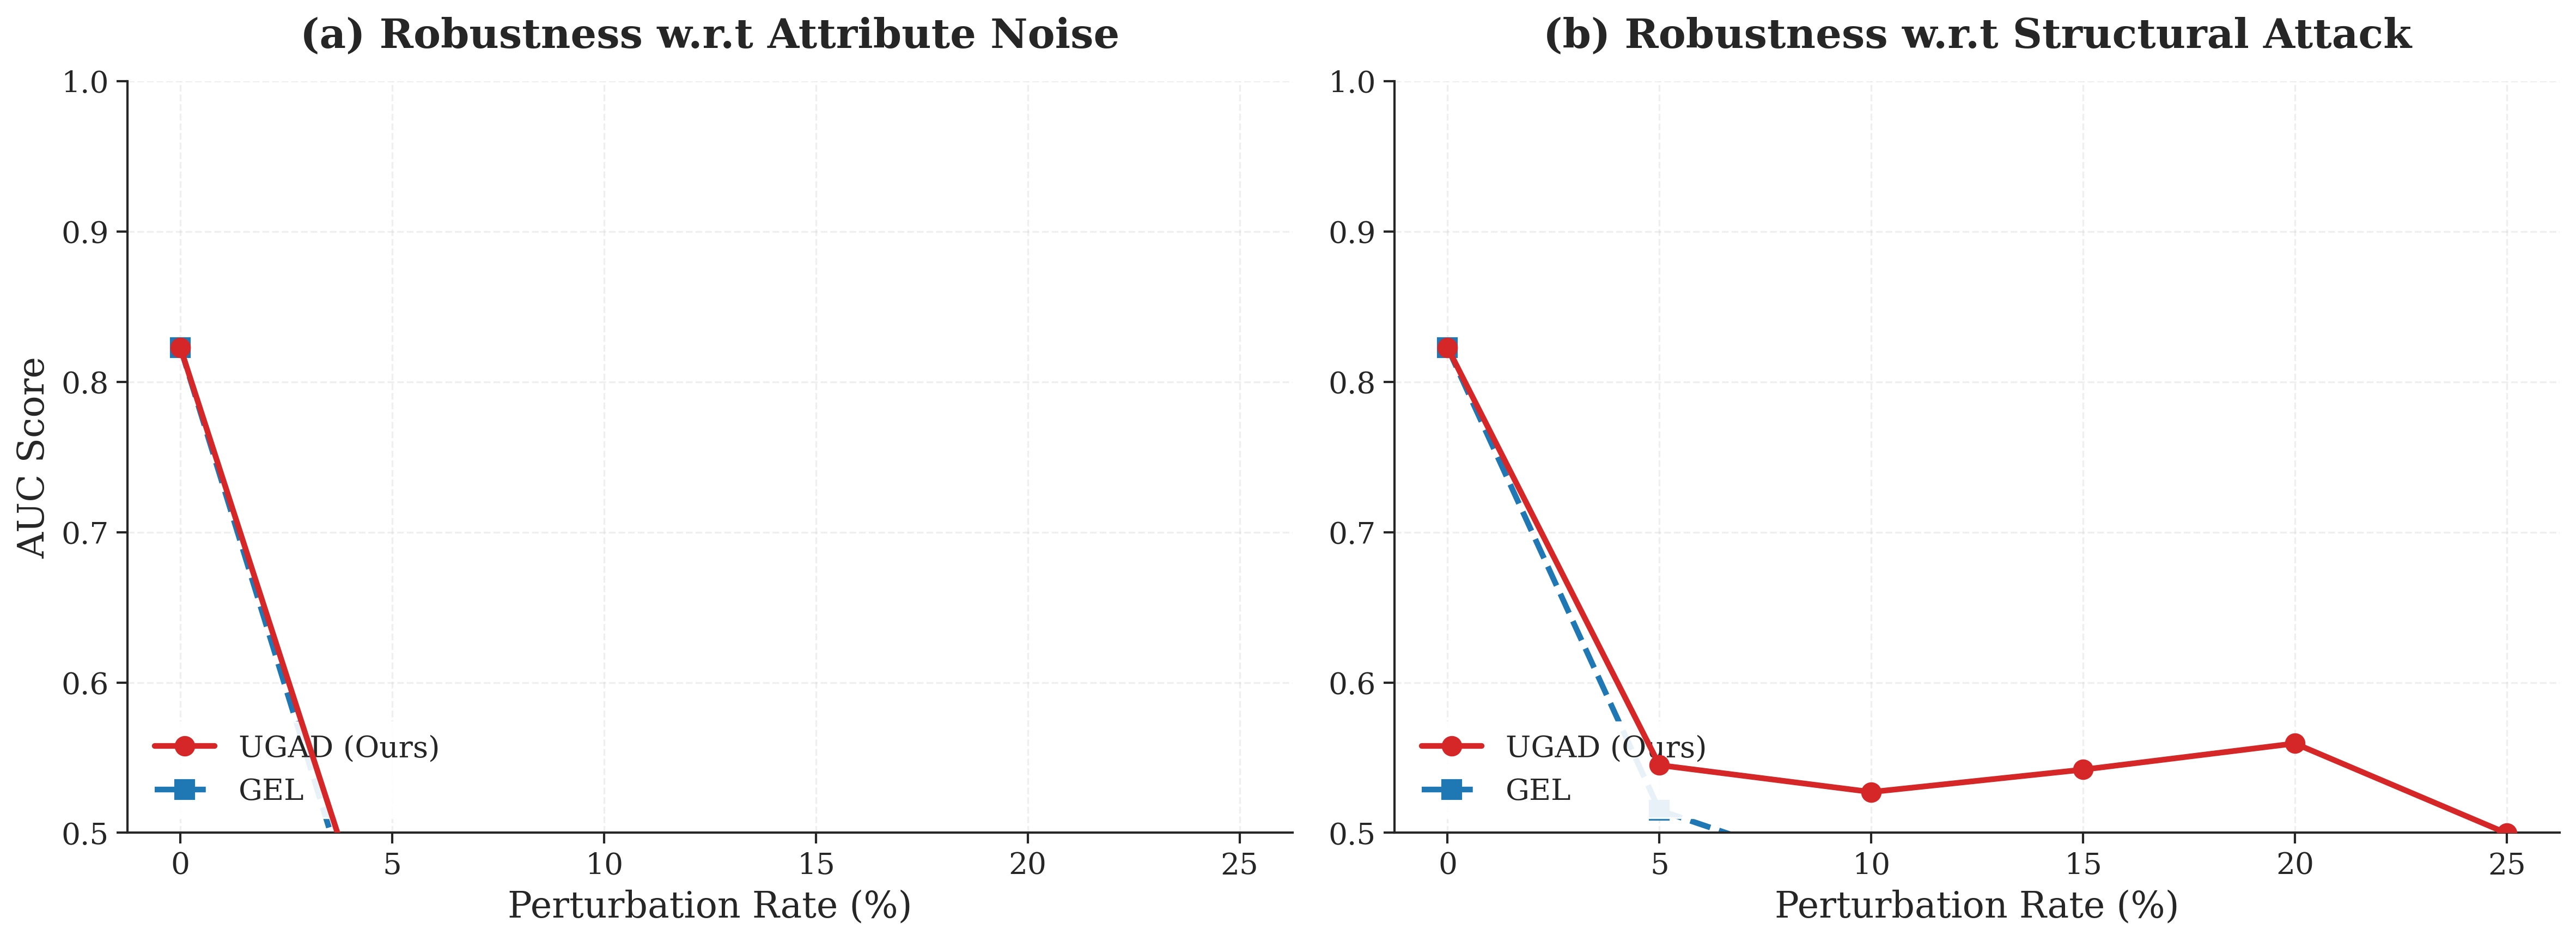 (a) Robustness w.r.t Attribute Noise
AUC Score
1.0
0.9
0.8
0.7
0.6
0.5
UGAD (Ours)
GEL
0 5 10 15 20 25
Perturbation Rate (%)
(b) Robustness w.r.t Structural Attack
1.0
0.9
0.8
0.7
0.6
0.5
UGAD (Ours)
GEL
0 5 10 15 20 25
Perturbation Rate (%)